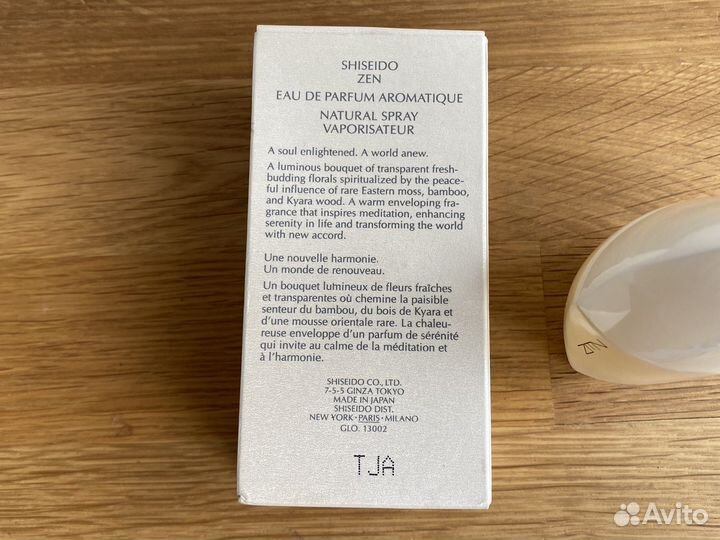 SHISEIDO
ZEN
EAU DE PARFUM AROMATIQUE
NATURAL SPRAY
VAPORISATEUR
A soul enlightened. A world anew.
A luminous bouquet of transparent fresh-
budding florals spiritualized by the peace-
ful influence of rare Eastern moss, bamboo,
and Kyara wood. A warm enveloping fra-
grance that inspires meditation, enhancing
serenity in life and transforming the world
with new accord.
Une nouvelle harmonie.
Un monde de renouveau.
Un bouquet lumineux de fleurs fraîches
et transparentes où chemine la paisible
senteur du bambou, du bois de Kyara et
d'une mousse orientale rare. La chaleu-
reuse enveloppe d'un parfum de sérénité
qui invite au calme de la méditation et
à l'harmonie.
SHISEIDO CO., LTD.
7-5-5 GINZA TOKYO
MADE IN JAPAN
SHISEIDO DIST.
NEW YORK•PARIS•MILANO
GLO. 13002
TJA
Avito